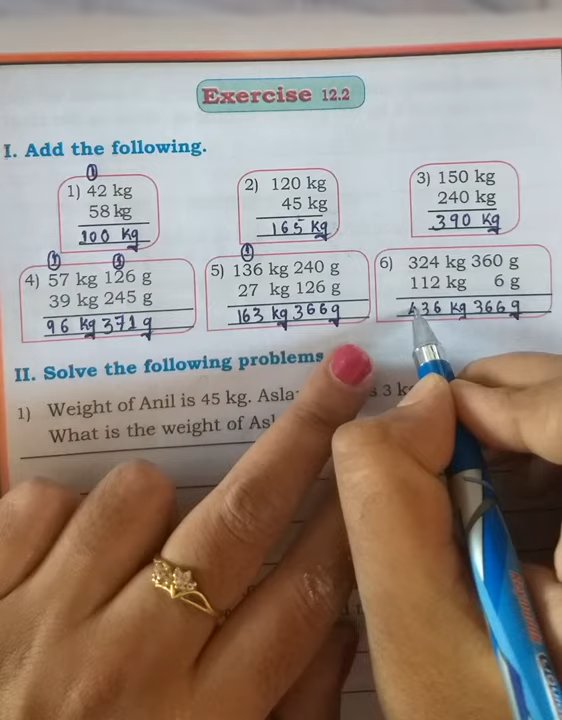 Exercise 12.2
I. Add the following.
1) 42 kg
58 kg
100 kg
2) 120 kg
45 kg
165 kg
3) 150 kg
240 kg
390 kg
4) 57 kg 126 g
39 kg 245 g
96 kg 371 g
5) 136 kg 240 g
27 kg 126 g
163 kg 366 g
6) 324 kg 360 g
112 kg 6 g
436 kg 366 g
II. Solve the following problems
1) Weight of Anil is 45 kg. 3
What is the weight of